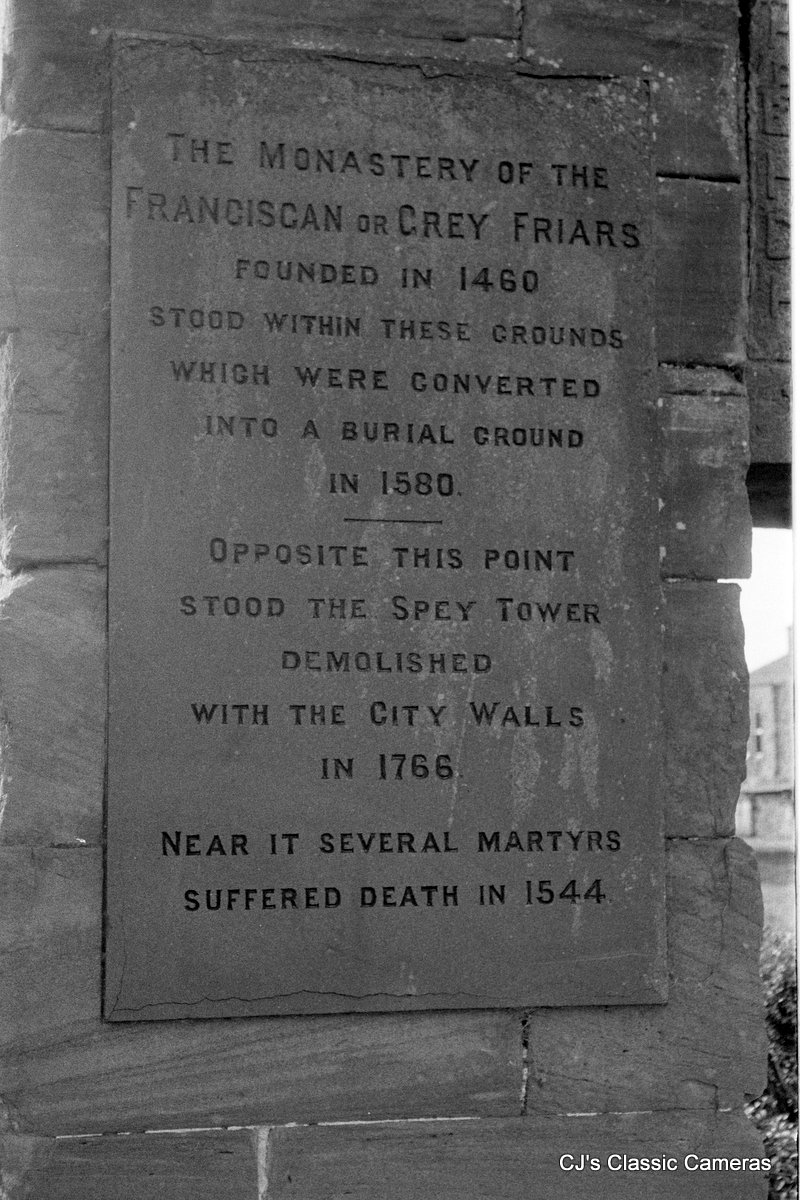 THE MONASTERY OF THE
FRANCISCAN OR GREY FRIARS
FOUNDED IN 1460
STOOD WITHIN THESE GROUNDS
WHICH WERE CONVERTED
INTO A BURIAL GROUND
IN 1580.
OPPOSITE THIS POINT
STOOD THE SPEY TOWER
DEMOLISHED
WITH THE CITY WALLS
IN 1766.
NEAR IT SEVERAL MARTYRS
SUFFERED DEATH IN 1544.
CJ's Classic Cameras